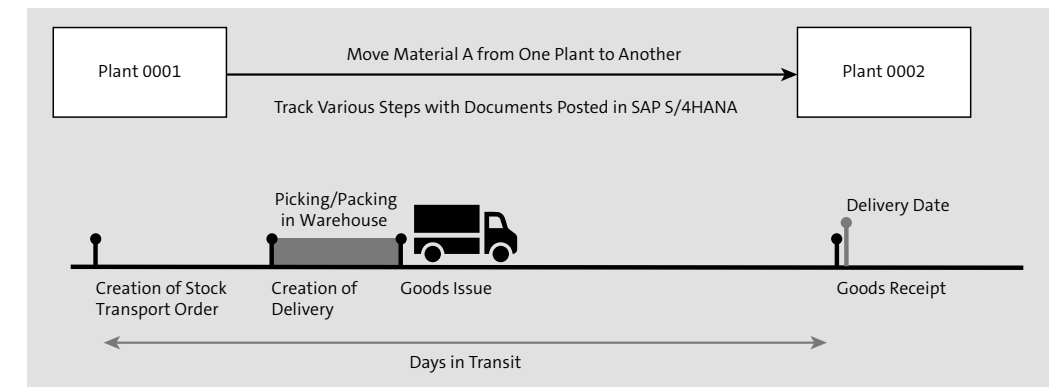 Plant 0001
Move Material A from One Plant to Another
Plant 0002
Track Various Steps with Documents Posted in SAP S/4HANA
Picking/Packing
in Warehouse
Delivery Date
Creation of Stock
Transport Order
Creation of
Delivery
Goods Issue
Goods Receipt
Days in Transit